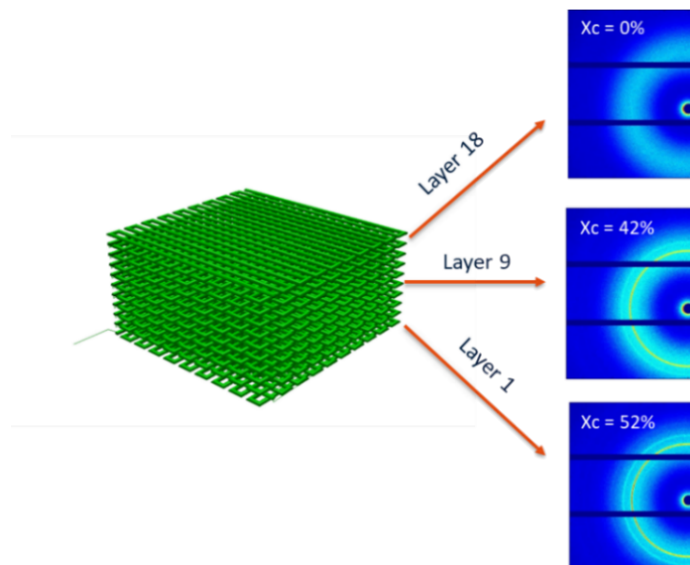 Xc = 0%
Layer 18
Xc = 42%
Layer 9
Layer 1
Xc = 52%